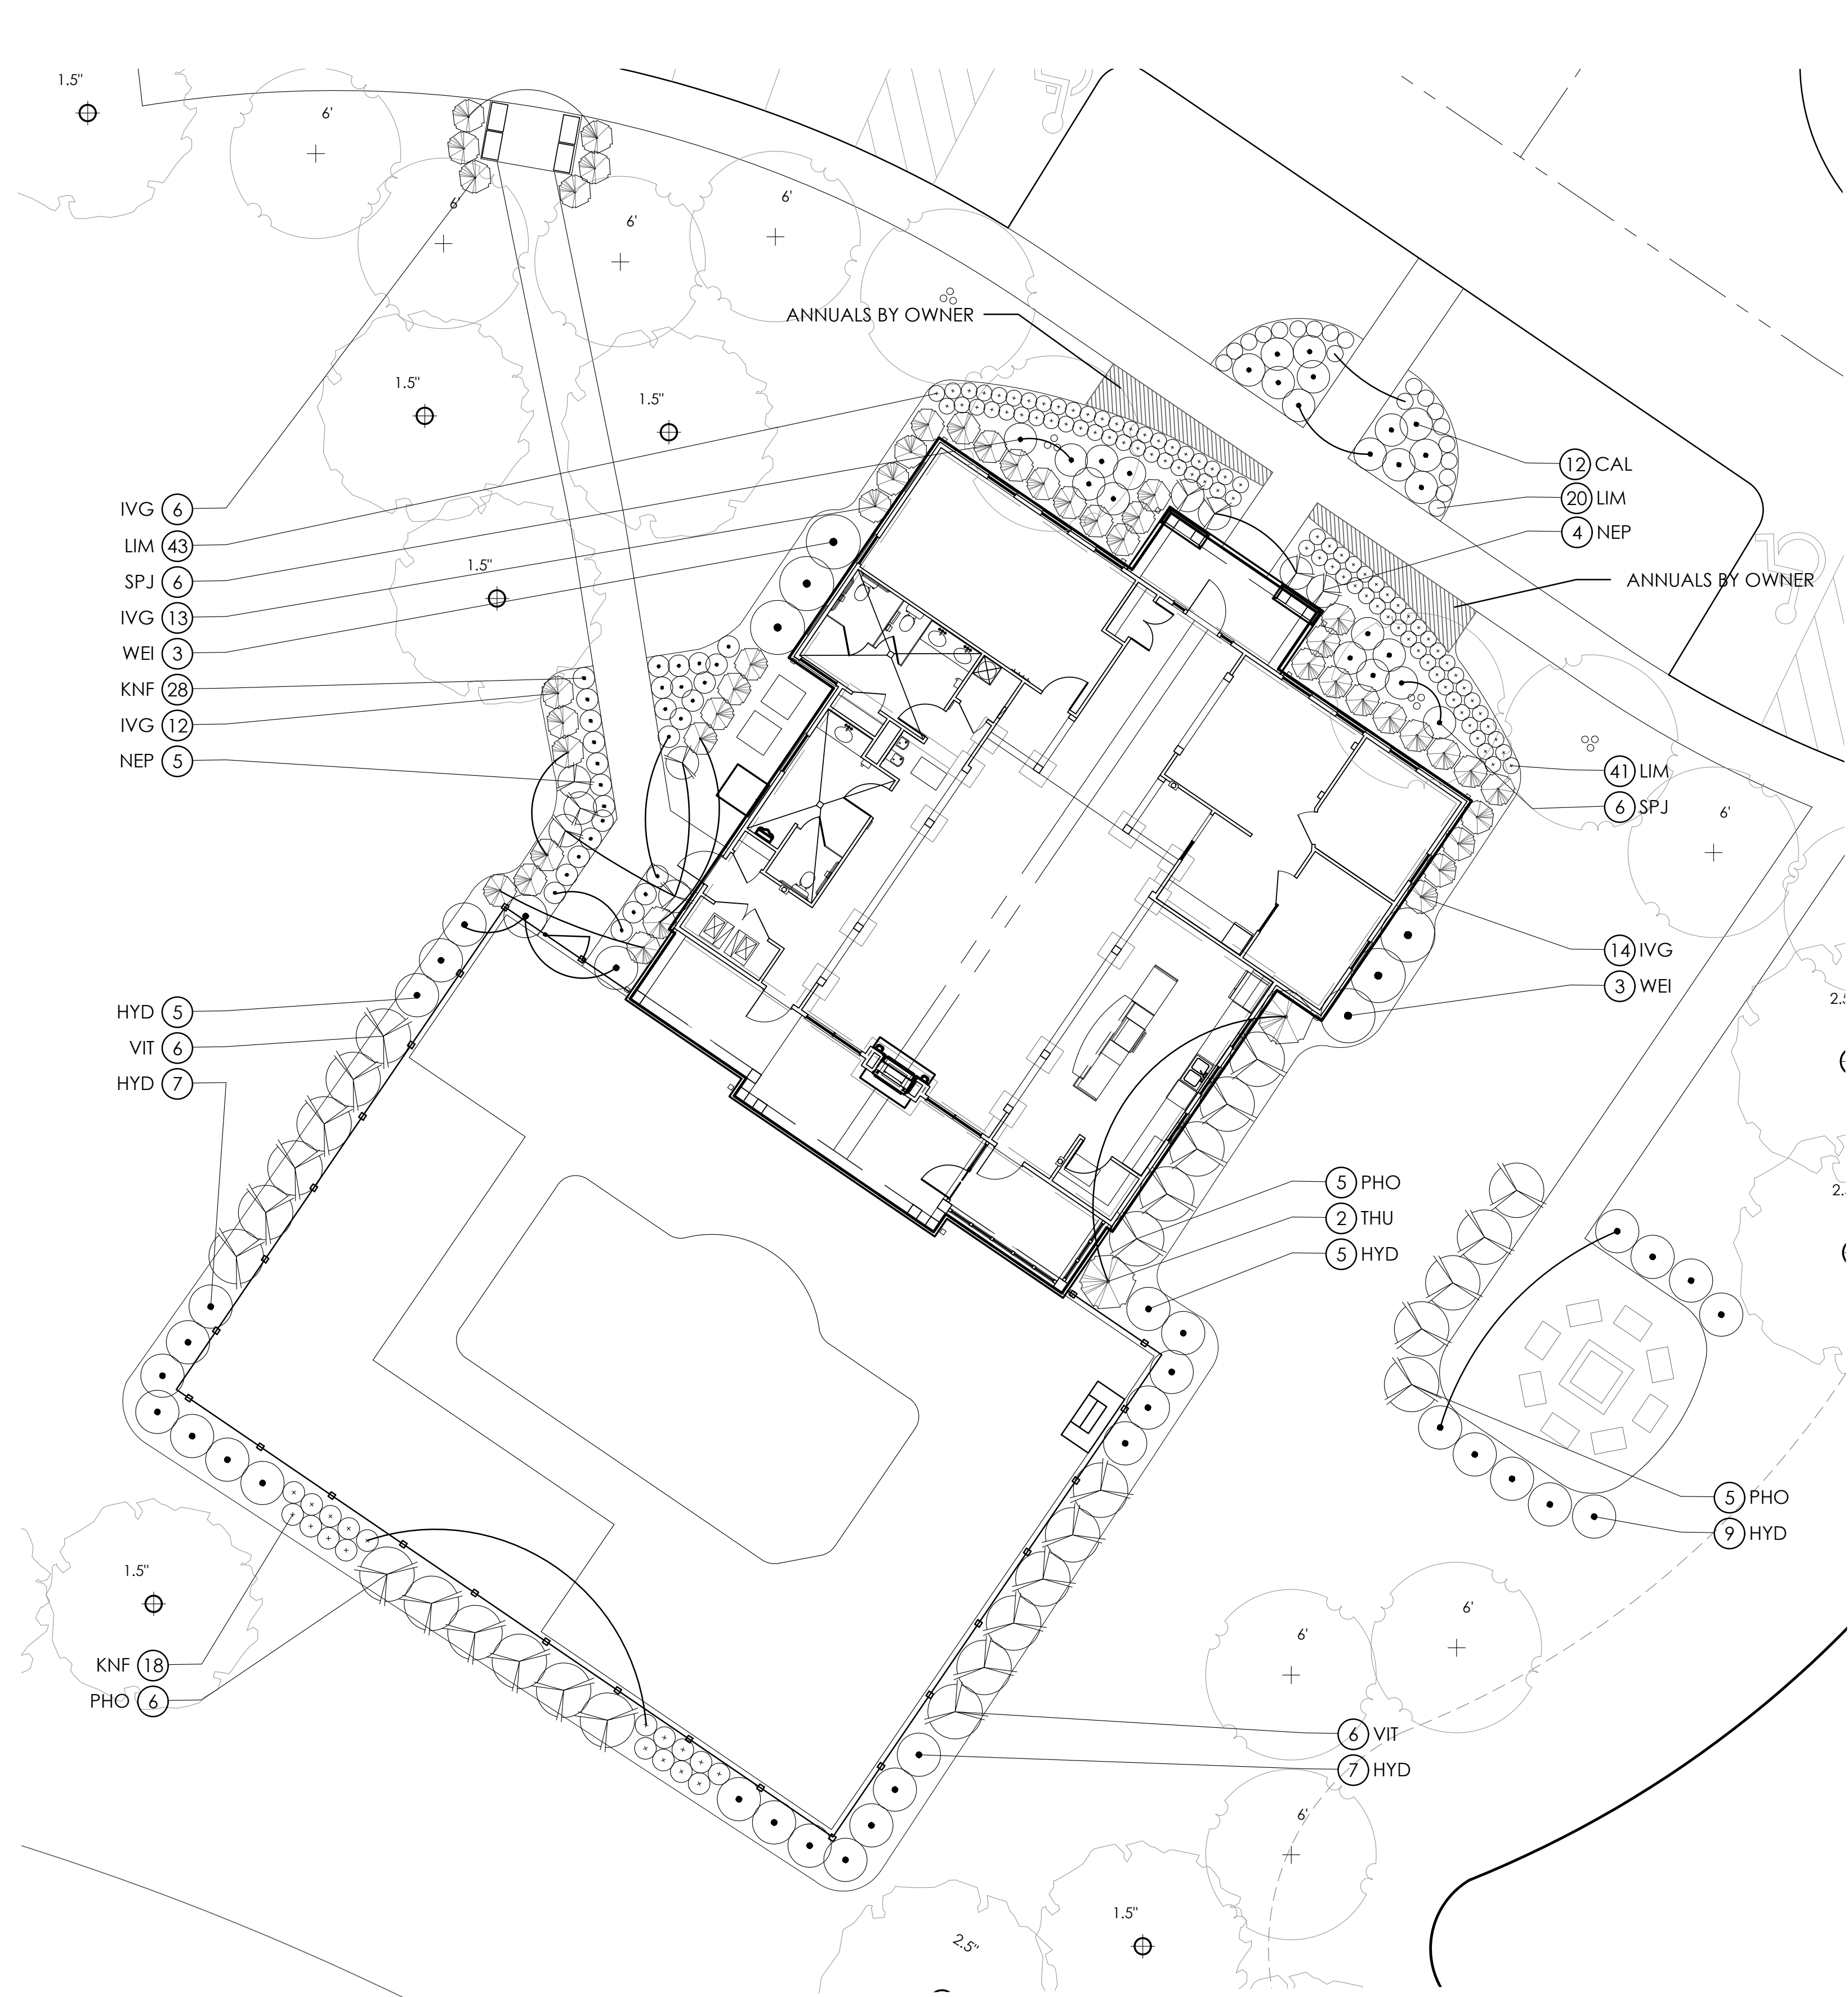 1.5"
6'
6'
6'
6'
ANNUALS BY OWNER
1.5"
1.5"
1.5"
IVG 6
LIM 43
SPJ 6
IVG 13
WEI 3
KNF 28
IVG 12
NEP 5
12 CAL
20 LIM
4 NEP
ANNUALS BY OWNER
41 LIM
6 SPJ
6'
14 IVG
3 WEI
HYD 5
VIT 6
HYD 7
5 PHO
2 THU
5 HYD
5 PHO
9 HYD
1.5"
KNF 18
PHO 6
6'
6'
6 VIT
7 HYD
6'
1.5"
2.5"